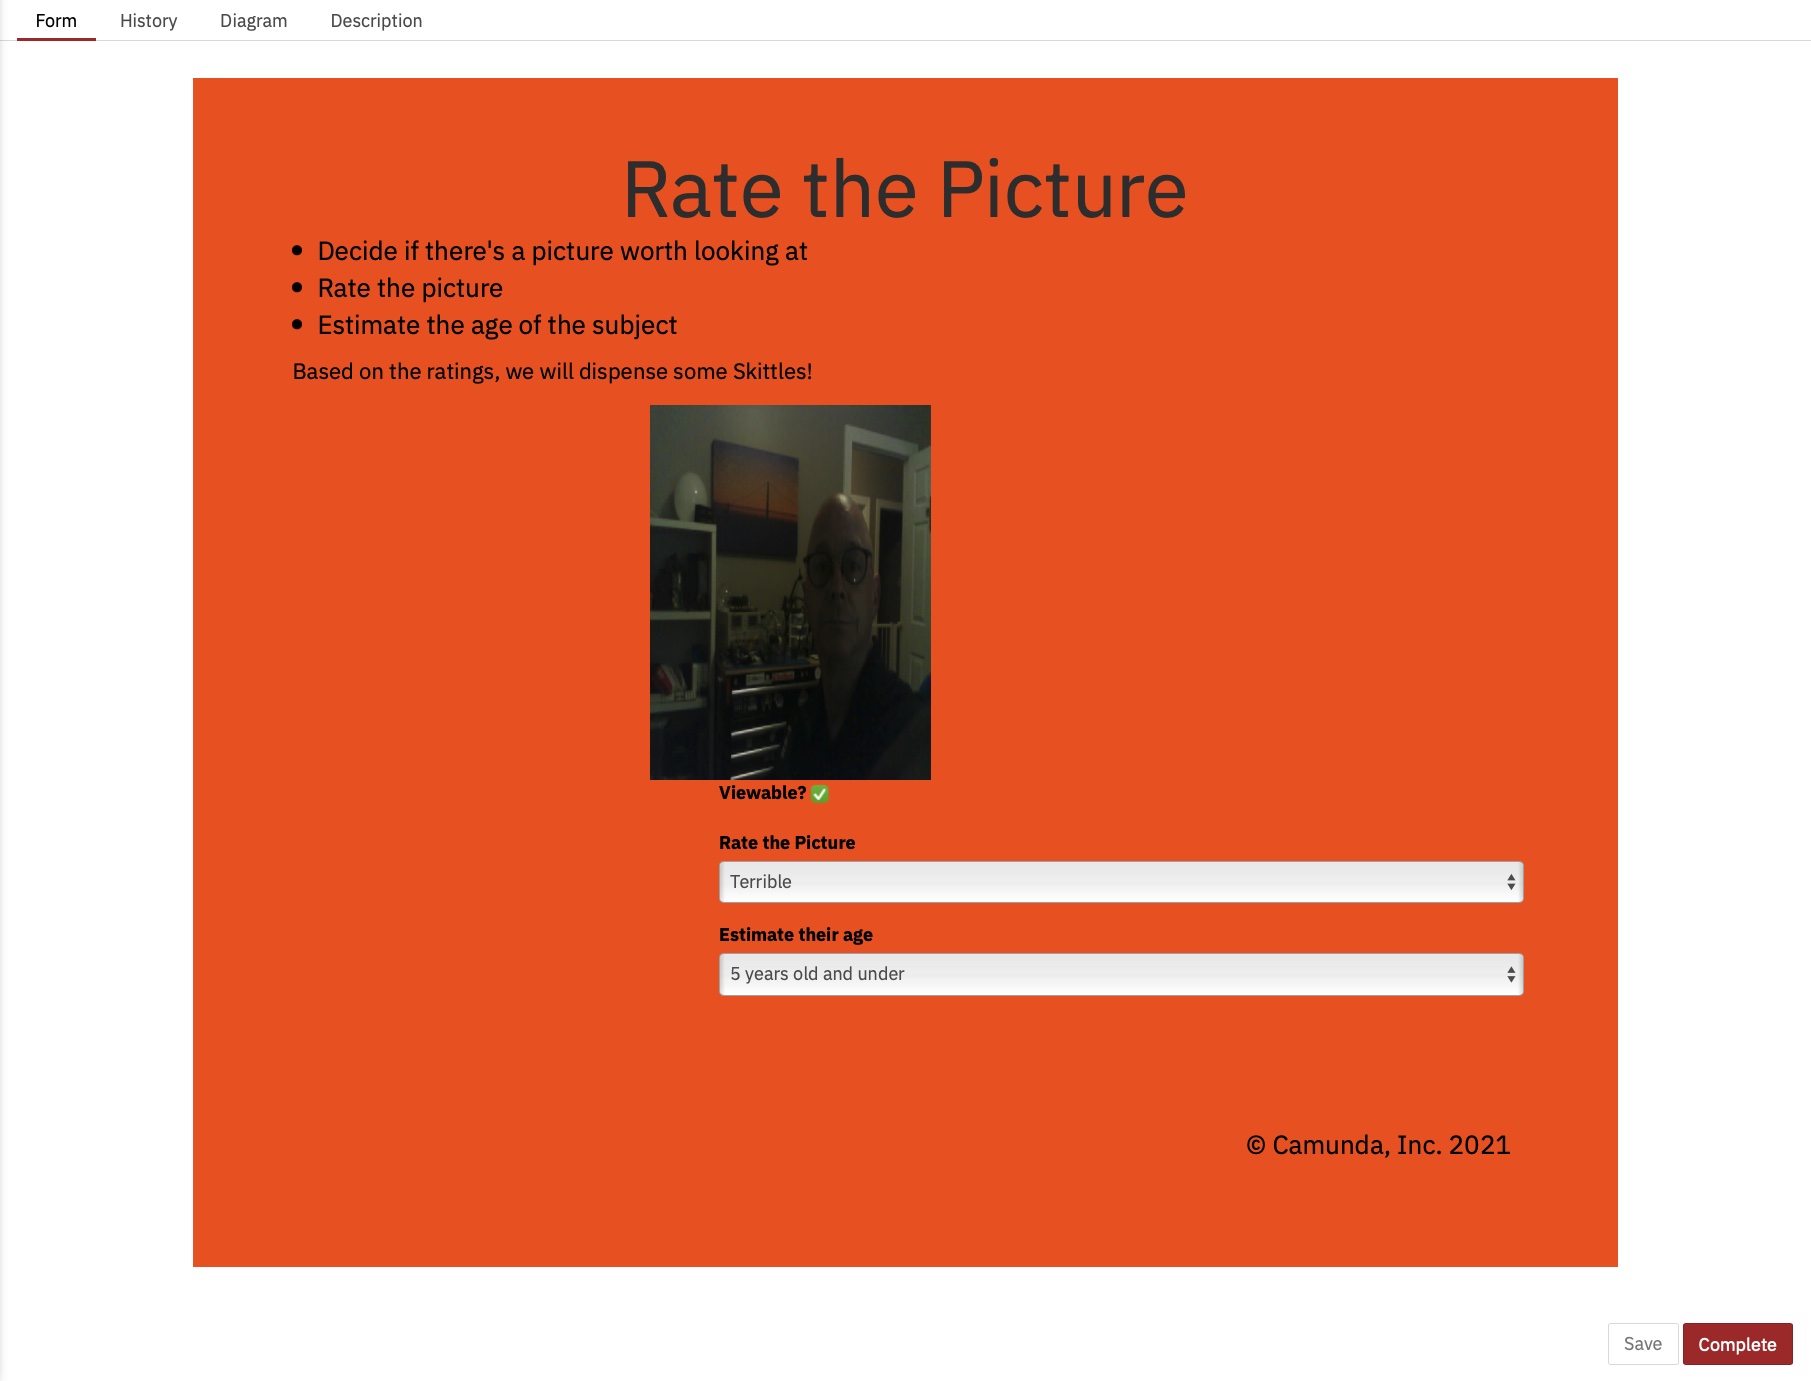 Form History Diagram Description
Rate the Picture
Decide if there's a picture worth looking at
Rate the picture
Estimate the age of the subject
Based on the ratings, we will dispense some Skittles!
Viewable? ✅
Rate the Picture
Terrible
Estimate their age
5 years old and under
© Camunda, Inc. 2021
Save Complete